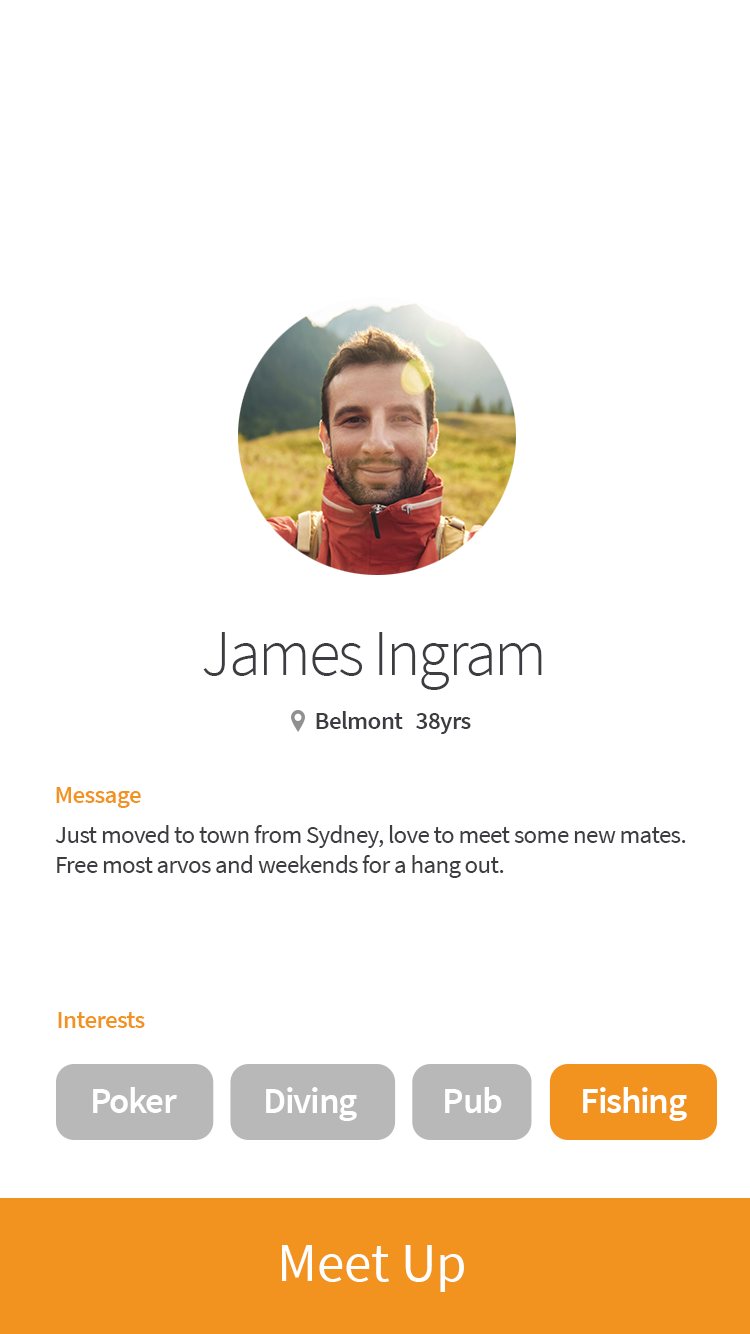 James Ingram
Belmont 38yrs
Message
Just moved to town from Sydney, love to meet some new mates.
Free most arvos and weekends for a hang out.
Interests
Poker Diving Pub Fishing
Meet Up